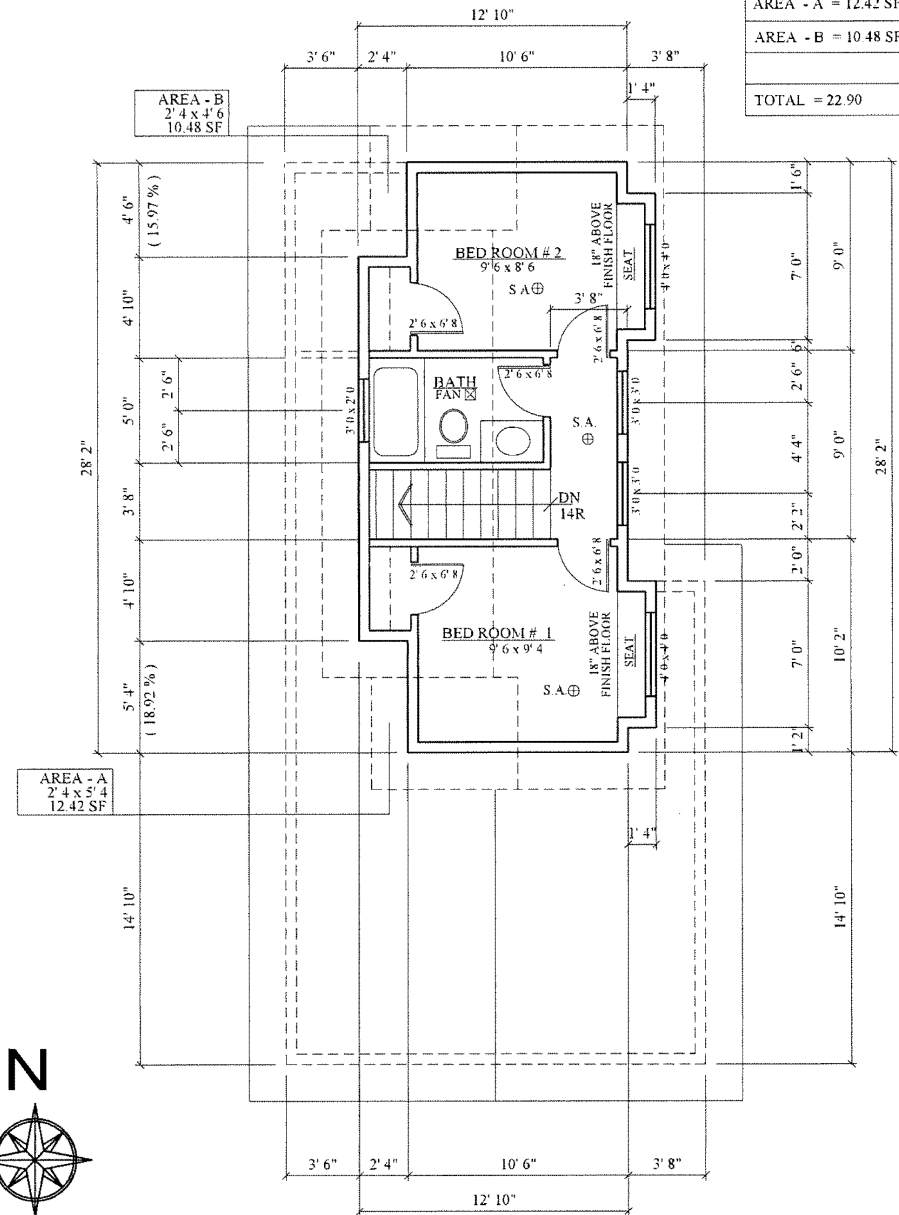 AREA - A = 12.42 SF
AREA - B = 10.48 SF
TOTAL = 22.90
12' 10"
3' 6"
2' 4"
10' 6"
3' 8"
1' 4"
AREA - B
2' 4 x 4' 6
10.48 SF
4' 6"
( 15.97 % )
4' 10"
5' 0"
2' 6"
2' 6"
28' 2"
3' 8"
4' 10"
5' 4"
( 18.92 % )
14' 10"
BED ROOM # 2
9' 6 x 8' 6
S A
3' 8"
18" ABOVE
FINISH FLOOR
SEAT
4' 0 x 4' 0
2' 6 x 6' 8
2' 6 x 6' 8
2' 6 x 6' 8
BATH
FAN
3' 0 x 2' 0
S.A.
3' 0 x 3' 0
3' 0 x 3' 0
DN
14R
2' 6 x 6' 8
2' 6 x 6' 8
BED ROOM # 1
9' 6 x 9' 4
S.A.
18" ABOVE
FINISH FLOOR
SEAT
4' 0 x 4' 0
1' 6"
7' 0"
9' 0"
6"
2' 6"
4' 4"
9' 0"
28' 2"
2' 2"
2' 0"
7' 0"
10' 2"
1' 2"
1' 4"
14' 10"
AREA - A
2' 4 x 5' 4
12.42 SF
N
3' 6"
2' 4"
10' 6"
3' 8"
12' 10"